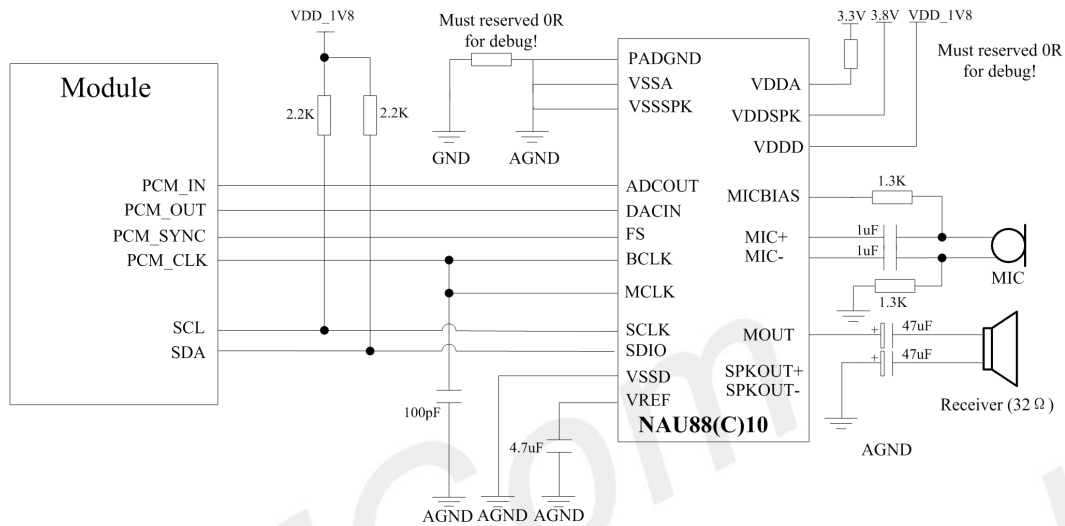 VDD_1V8
Must reserved 0R
for debug!
3.3V 3.8V VDD_1V8
Must reserved 0R
for debug!
Module
2.2K
2.2K
GND
AGND
PADGND
VSSA
VSSSPK
VDDA
VDDSPK
VDDD
PCM_IN
PCM_OUT
PCM_SYNC
PCM_CLK
SCL
SDA
ADCOUT
DACIN
FS
BCLK
MCLK
SCLK
SDIO
VSSD
VREF
MICBIAS
MIC+
MIC-
MOUT
SPKOUT+
SPKOUT-
NAU88(C)10
1.3K
1uF
1uF
MIC
1.3K
47uF
47uF
+
+
Receiver (32Ω)
AGND
100pF
4.7uF
AGND AGND AGND